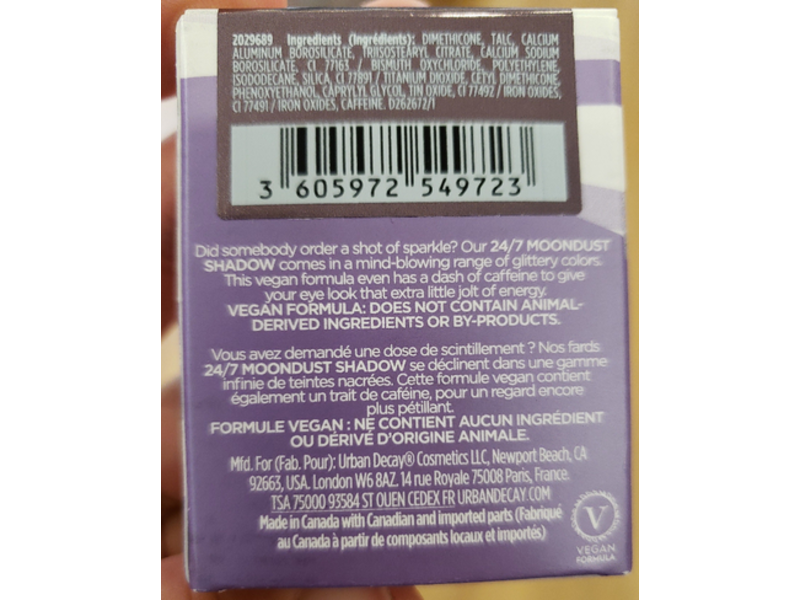 2029689 Ingredients (Ingrédients): DIMETHICONE, TALC, CALCIUM
ALUMINUM BOROSILICATE, TRIISOSTEARYL CITRATE, CALCIUM SODIUM
BOROSILICATE, CI 77163 / BISMUTH OXYCHLORIDE, POLYETHYLENE,
ISODODECANE, SILICA, CI 77891 / TITANIUM DIOXIDE, CETYL DIMETHICONE,
PHENOXYETHANOL, CAPRYLYL GLYCOL, TIN OXIDE, CI 77492 / IRON OXIDES,
CI 77491 / IRON OXIDES, CAFFEINE. D262672/1
3 605972 549723
Did somebody order a shot of sparkle? Our 24/7 MOONDUST
SHADOW comes in a mind-blowing range of glittery colors.
This vegan formula even has a dash of caffeine to give
your eye look that extra little jolt of energy.
VEGAN FORMULA: DOES NOT CONTAIN ANIMAL-
DERIVED INGREDIENTS OR BY-PRODUCTS.
Vous avez demandé une dose de scintillement ? Nos fards
24/7 MOONDUST SHADOW se déclinent dans une gamme
infinie de teintes nacrées. Cette formule vegan contient
également un trait de caféine, pour un regard encore
plus pétillant.
FORMULE VEGAN : NE CONTIENT AUCUN INGRÉDIENT
OU DÉRIVÉ D'ORIGINE ANIMALE.
Mfd. For (Fab. Pour): Urban Decay® Cosmetics LLC, Newport Beach, CA
92663, USA. London W6 8AZ. 14 rue Royale 75008 Paris, France.
TSA 75000 93584 ST OUEN CEDEX FR URBANDECAY.COM
Made in Canada with Canadian and imported parts (Fabriqué
au Canada à partir de composants locaux et importés)
V
VEGAN
FORMULA